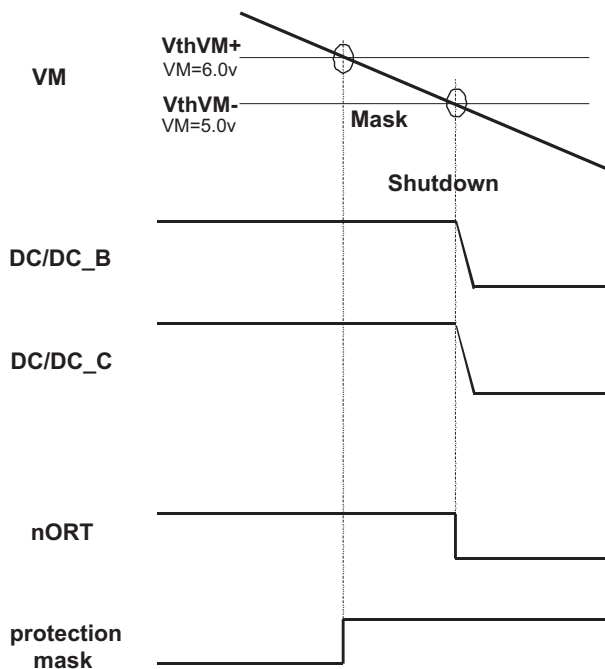 VthVM+
VM=6.0v
VM
VthVM-
VM=5.0v
Mask
Shutdown
DC/DC_B
DC/DC_C
nORT
protection
mask